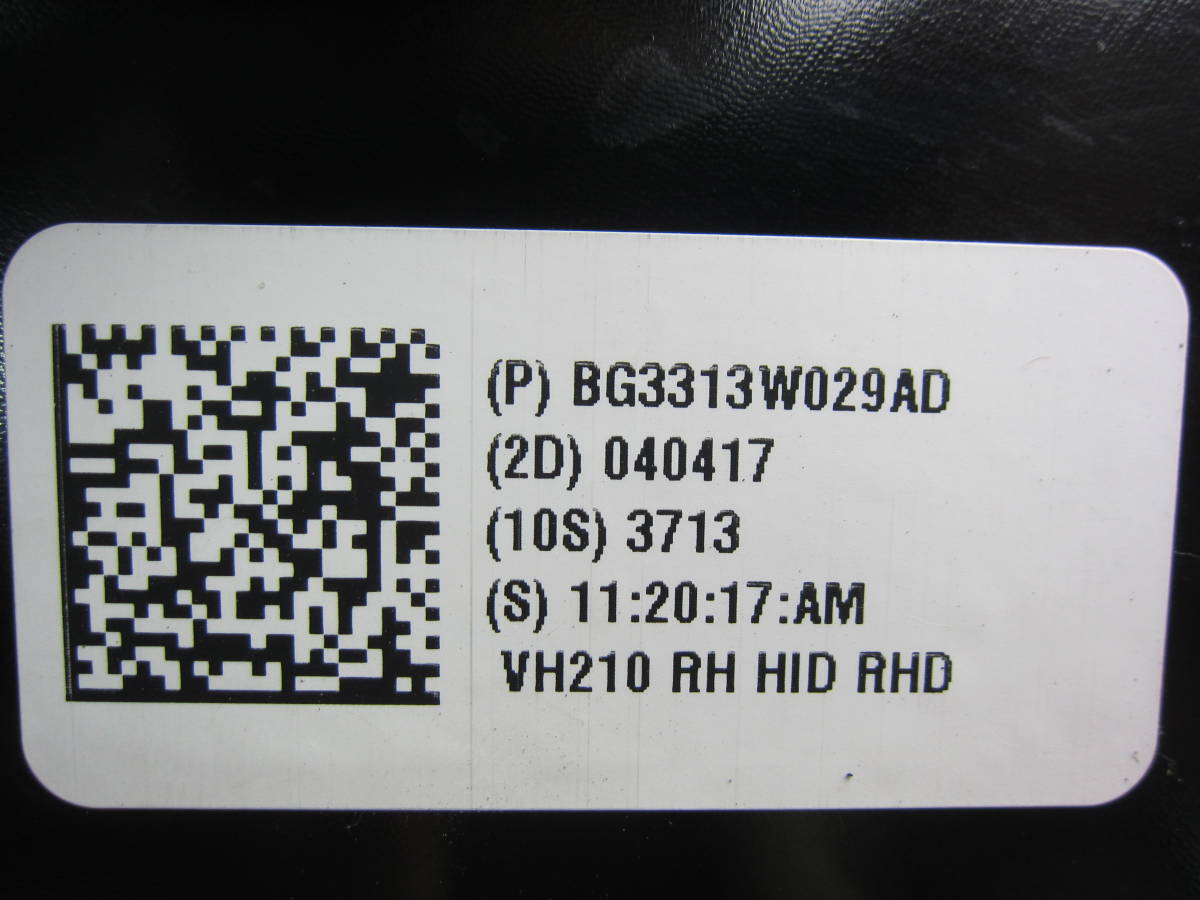 (P) BG3313W029AD
(2D) 040417
(10S) 3713
(S) 11:20:17:AM
VH210 RH HID RHD